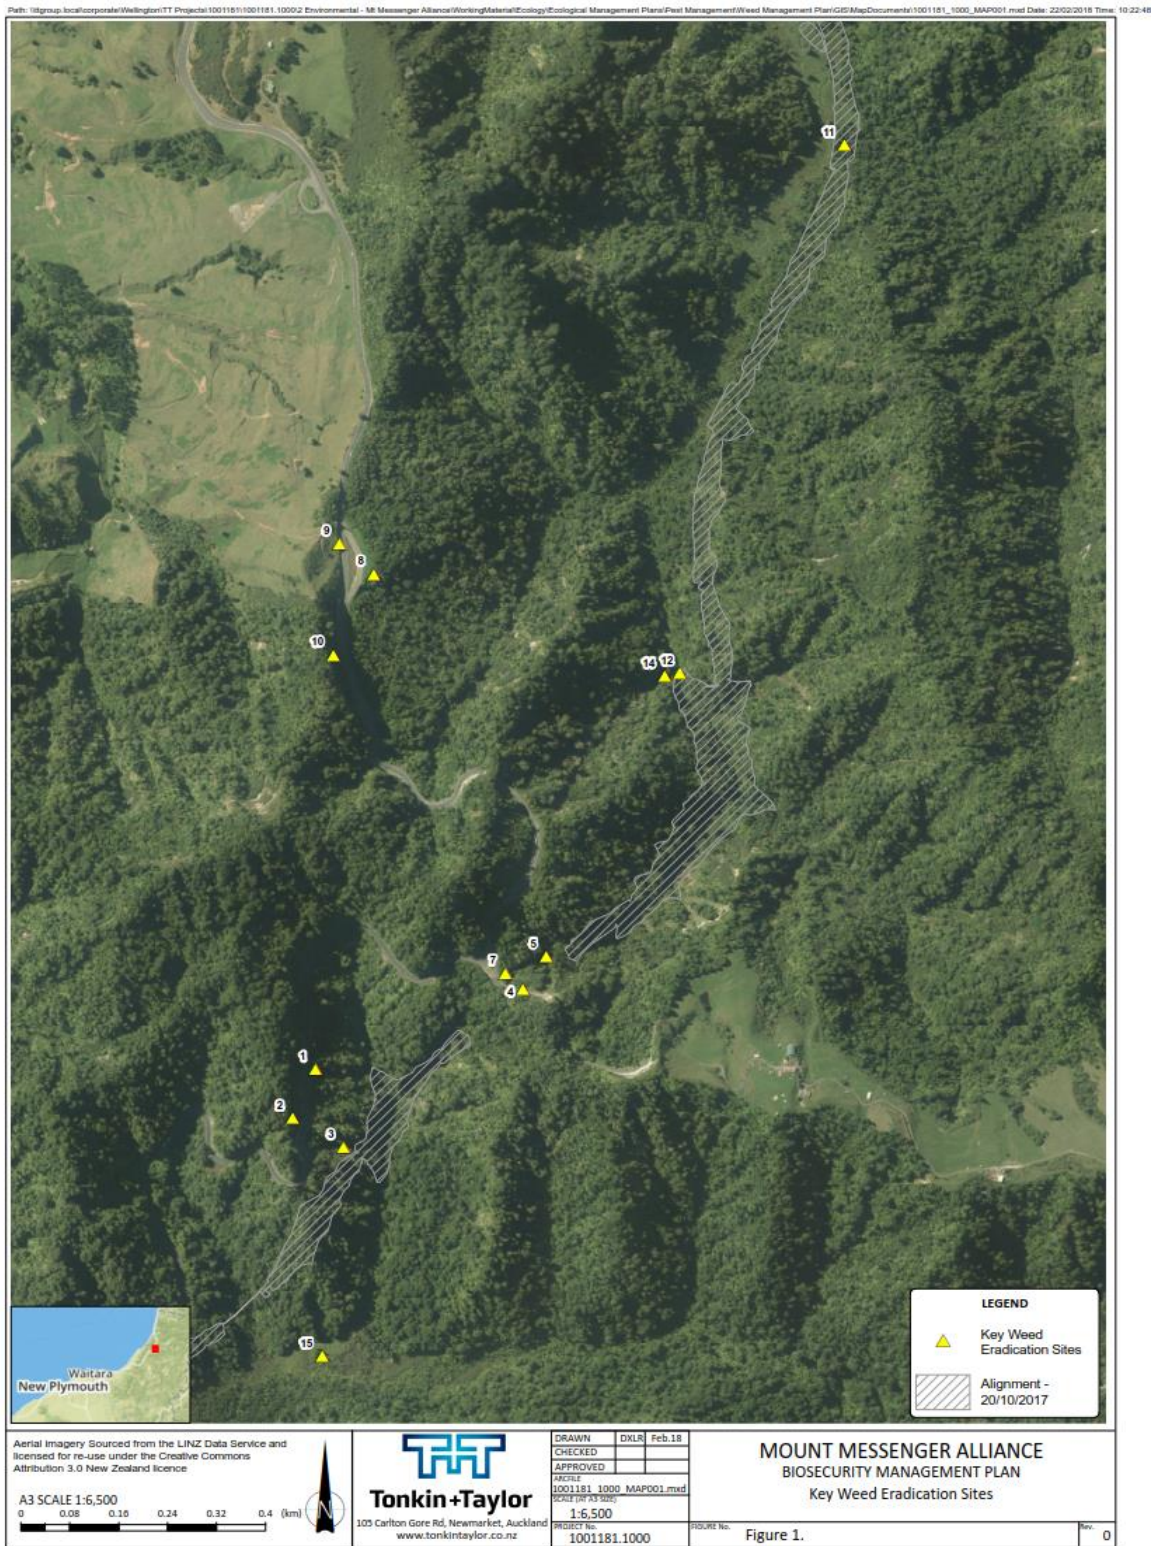 Path: \\ttgroup.local\corporate\Wellington\TT Projects\1001181\1001181.1000\2 Environmental - Mt Messenger Alliance\WorkingMaterial\Ecology\Ecological Management Plans\Pest Management\Weed Management Plan\GIS\MapDocuments\1001181_1000_MAP001.mxd Date: 22/02/2018 Time: 10:22:46
11
9
8
10
14 12
5
7
4
1
2
3
15
Waitara
New Plymouth
LEGEND
Key Weed
Eradication Sites
Alignment -
20/10/2017
Aerial Imagery Sourced from the LINZ Data Service and
licensed for re-use under the Creative Commons
Attribution 3.0 New Zealand licence
A3 SCALE 1:6,500
0 0.08 0.16 0.24 0.32 0.4 (km)
N
T+T
Tonkin+Taylor
105 Carlton Gore Rd, Newmarket, Auckland
www.tonkintaylor.co.nz
DRAWN DXLR Feb.18
CHECKED
APPROVED
ARCFILE
1001181_1000_MAP001.mxd
SCALE (AT A3 SIZE)
1:6,500
PROJECT No.
1001181.1000
MOUNT MESSENGER ALLIANCE
BIOSECURITY MANAGEMENT PLAN
Key Weed Eradication Sites
FIGURE No.
Figure 1.
Rev.
0